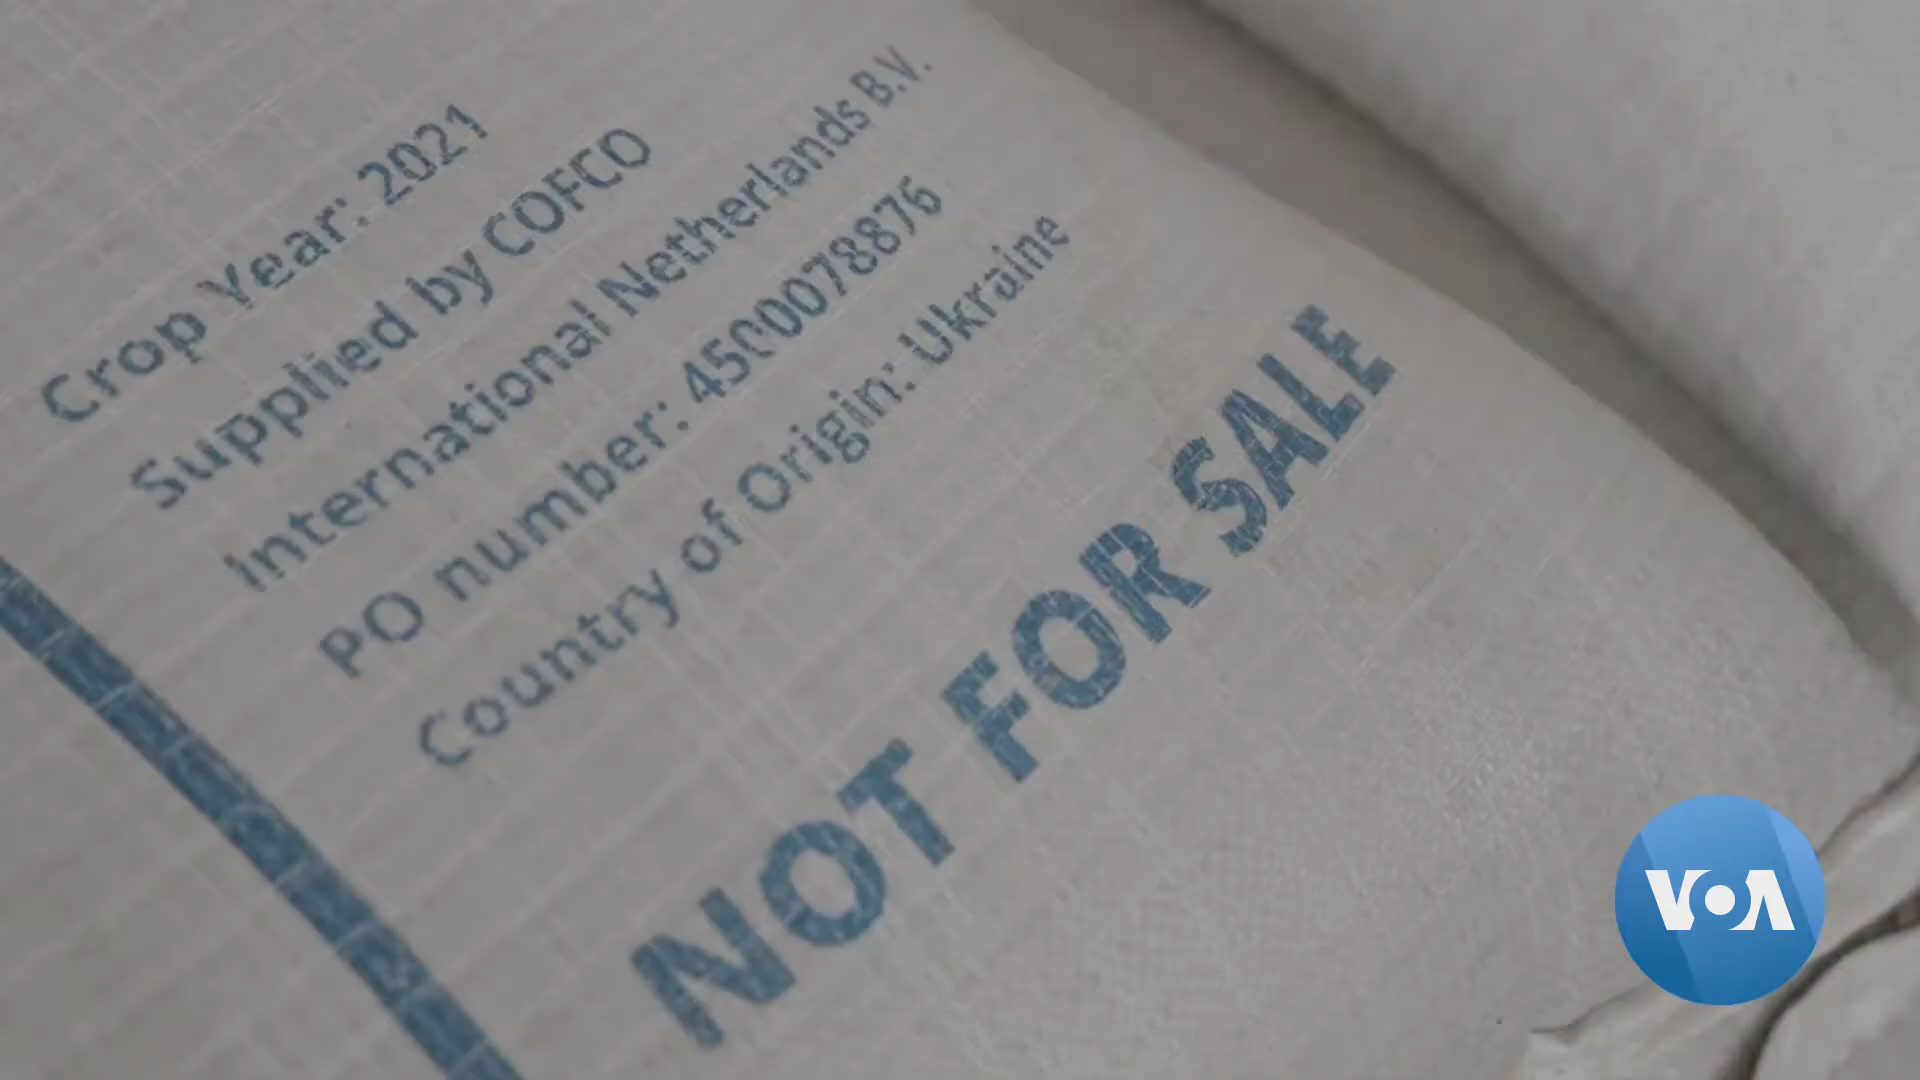 Crop Year: 2021
Supplied by COFCO
International Netherlands B.V.
PO number: 4500078876
Country of Origin: Ukraine
NOT FOR SALE
VOA